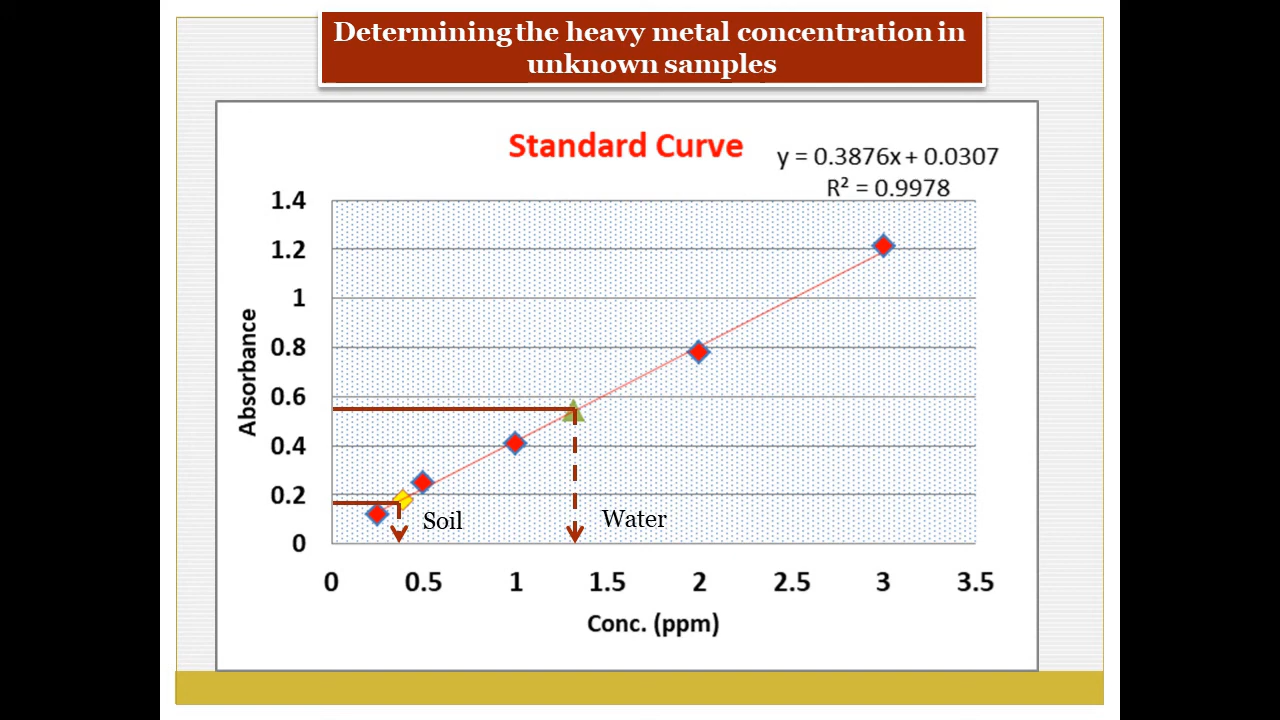 Determining the heavy metal concentration in
unknown samples
Standard Curve
y = 0.3876x + 0.0307
R² = 0.9978
1.4
1.2
1
0.8
0.6
0.4
0.2
0
Absorbance
Soil
Water
0 0.5 1 1.5 2 2.5 3 3.5
Conc. (ppm)